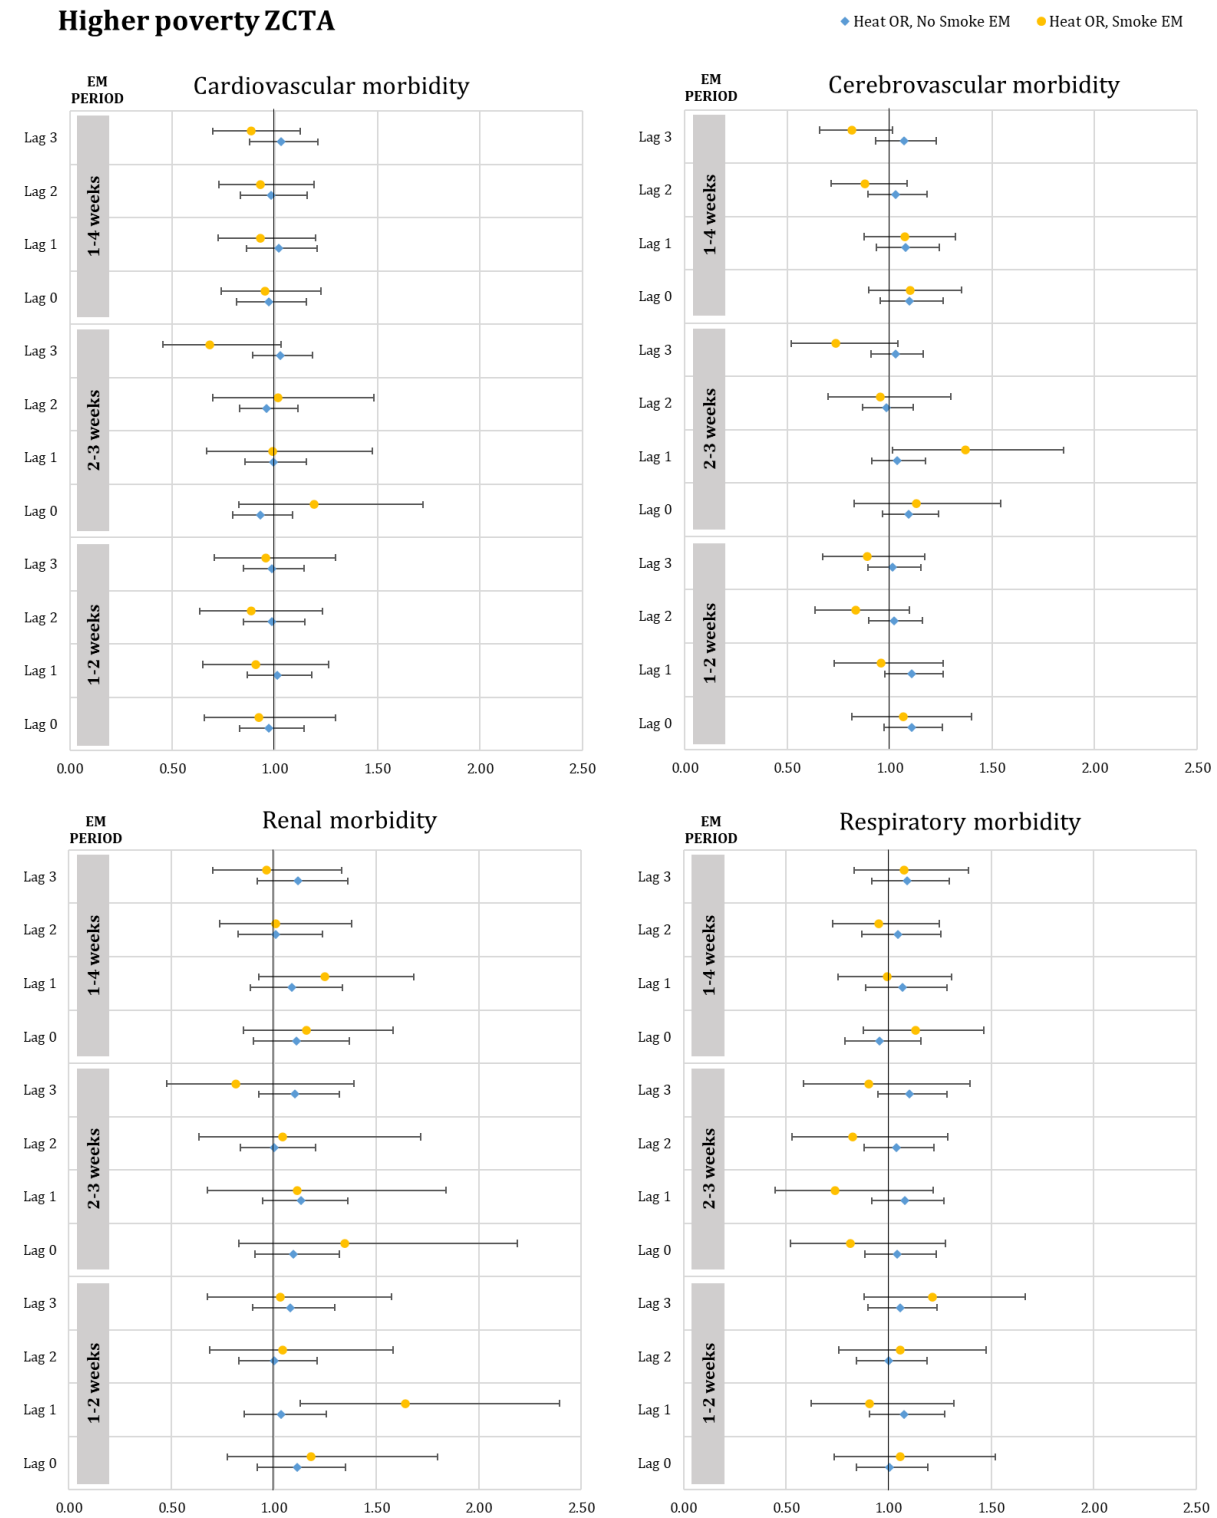 Higher poverty ZCTA
Heat OR, No Smoke EM
Heat OR, Smoke EM
EM
PERIOD
Cardiovascular morbidity
Lag 3
Lag 2
Lag 1
Lag 0
1-4 weeks
Lag 3
Lag 2
Lag 1
Lag 0
2-3 weeks
Lag 3
Lag 2
Lag 1
Lag 0
1-2 weeks
0.00 0.50 1.00 1.50 2.00 2.50
EM
PERIOD
Cerebrovascular morbidity
Lag 3
Lag 2
Lag 1
Lag 0
1-4 weeks
Lag 3
Lag 2
Lag 1
Lag 0
2-3 weeks
Lag 3
Lag 2
Lag 1
Lag 0
1-2 weeks
0.00 0.50 1.00 1.50 2.00 2.50
EM
PERIOD
Renal morbidity
Lag 3
Lag 2
Lag 1
Lag 0
1-4 weeks
Lag 3
Lag 2
Lag 1
Lag 0
2-3 weeks
Lag 3
Lag 2
Lag 1
Lag 0
1-2 weeks
0.00 0.50 1.00 1.50 2.00 2.50
EM
PERIOD
Respiratory morbidity
Lag 3
Lag 2
Lag 1
Lag 0
1-4 weeks
Lag 3
Lag 2
Lag 1
Lag 0
2-3 weeks
Lag 3
Lag 2
Lag 1
Lag 0
1-2 weeks
0.00 0.50 1.00 1.50 2.00 2.50